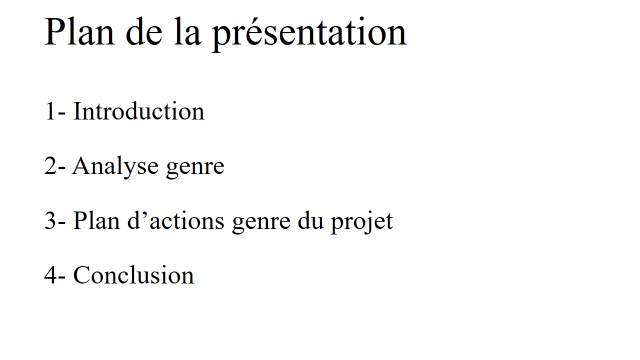 Plan de la présentation
1- Introduction
2- Analyse genre
3- Plan d’actions genre du projet
4- Conclusion